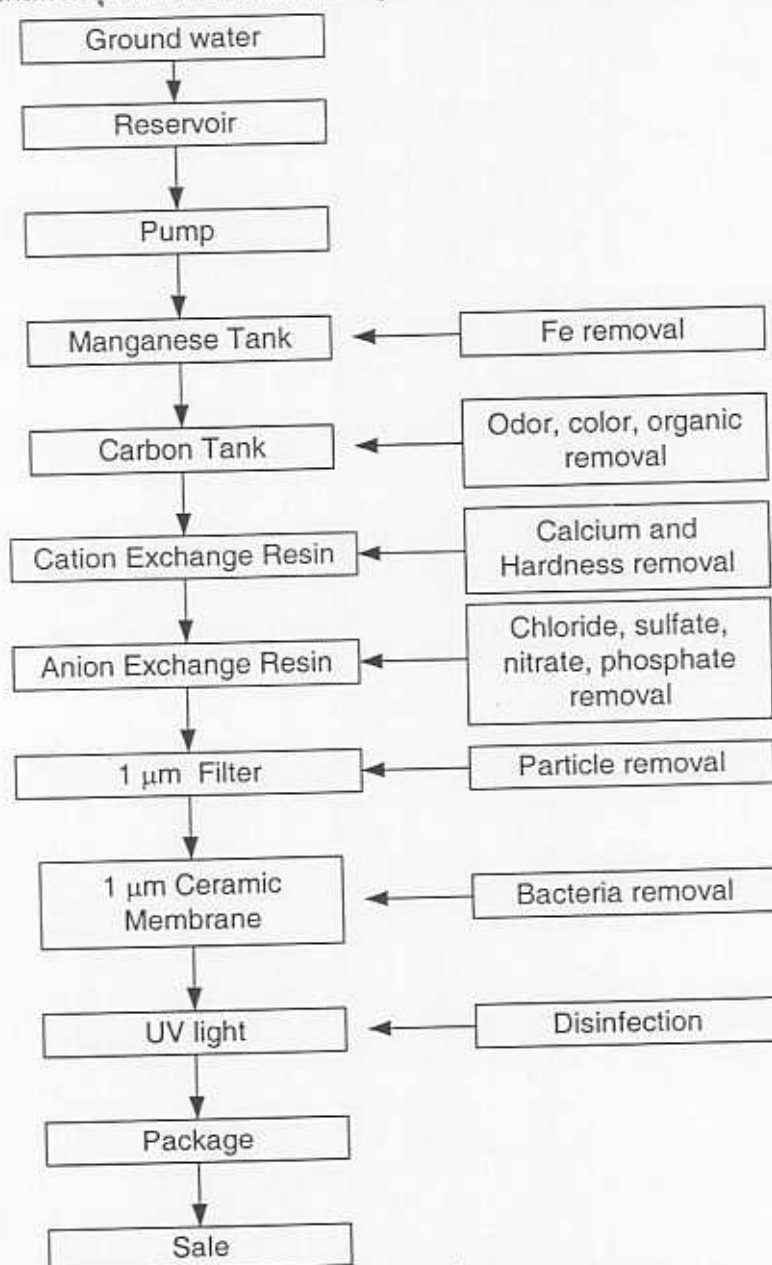 Ground water
Reservoir
Pump
Manganese Tank
Fe removal
Carbon Tank
Odor, color, organic
removal
Cation Exchange Resin
Calcium and
Hardness removal
Anion Exchange Resin
Chloride, sulfate,
nitrate, phosphate
removal
1 μm Filter
Particle removal
1 μm Ceramic
Membrane
Bacteria removal
UV light
Disinfection
Package
Sale